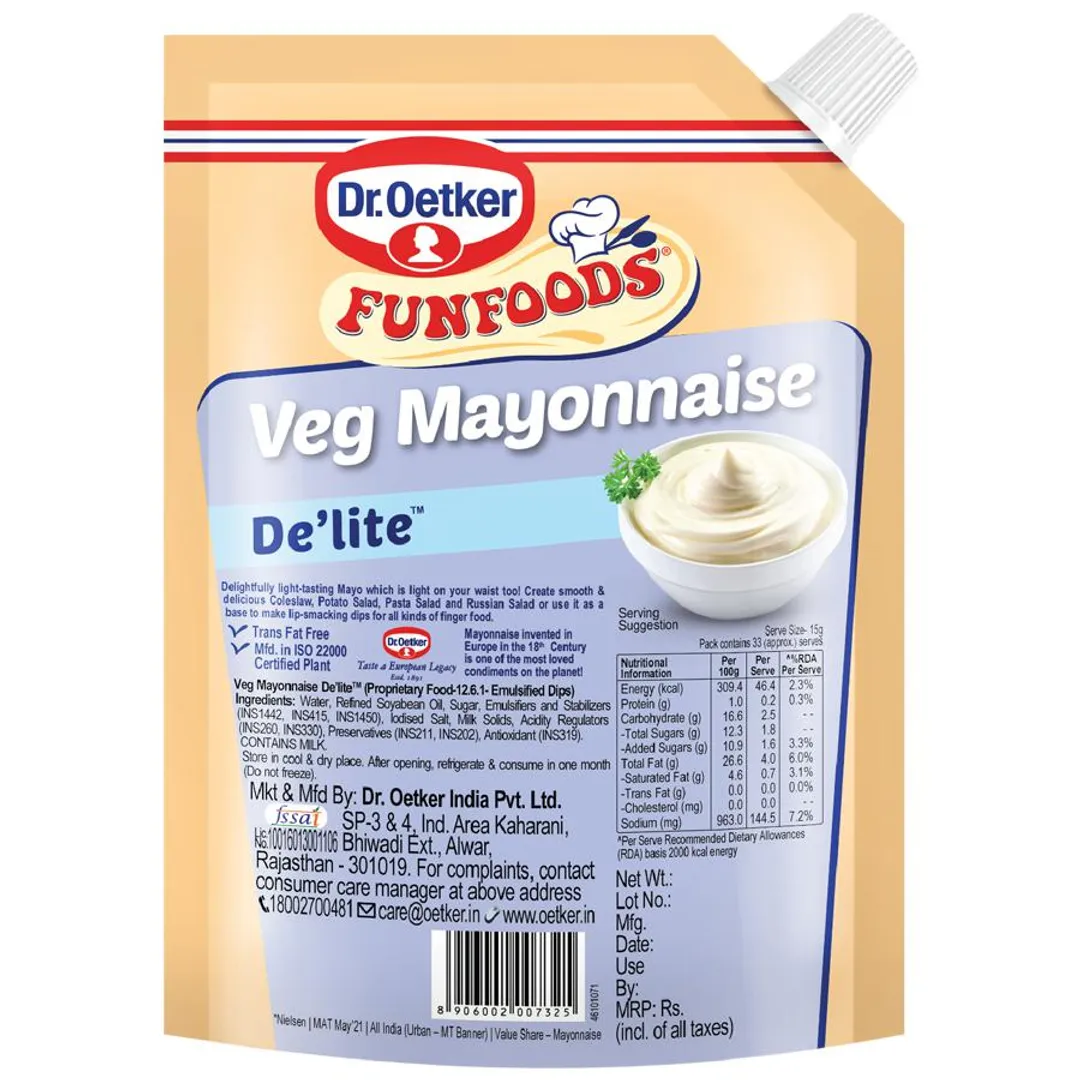 Dr.Oetker
FUNFOODS®
Veg Mayonnaise
De'lite™
Delightfully light-tasting Mayo which is light on your waist too! Create smooth &
delicious Coleslaw, Potato Salad, Pasta Salad and Russian Salad or use it as a
base to make lip-smacking dips for all kinds of finger food.
Trans Fat Free
Mfd. in ISO 22000
Certified Plant
Dr.Oetker
Taste a European Legacy
Estd. 1891
Mayonnaise invented in
Europe in the 18th Century
is one of the most loved
condiments on the planet!
Veg Mayonnaise De'lite™ (Proprietary Food-12.6.1- Emulsified Dips)
Ingredients: Water, Refined Soyabean Oil, Sugar, Emulsifiers and Stabilizers
(INS1442, INS415, INS1450), Iodised Salt, Milk Solids, Acidity Regulators
(INS260, INS330), Preservatives (INS211, INS202), Antioxidant (INS319).
CONTAINS MILK.
Store in cool & dry place. After opening, refrigerate & consume in one month
(Do not freeze).
Mkt & Mfd By: Dr. Oetker India Pvt. Ltd.
fssai
SP-3 & 4, Ind. Area Kaharani,
Lic. No. 10016013001106 Bhiwadi Ext., Alwar,
Rajasthan - 301019. For complaints, contact
consumer care manager at above address
18002700481 care@oetker.in www.oetker.in
8 906002 007325
46101071
*Nielsen | MAT May'21 | All India (Urban – MT Banner) | Value Share – Mayonnaise
Serving
Suggestion
Serve Size- 15g
Pack contains 33 (approx.) serves
Nutritional Information Per 100g Per Serve ^%RDA Per Serve
Energy (kcal) 309.4 46.4 2.3%
Protein (g) 1.0 0.2 0.3%
Carbohydrate (g) 16.6 2.5 --
-Total Sugars (g) 12.3 1.8 --
-Added Sugars (g) 10.9 1.6 3.3%
Total Fat (g) 26.6 4.0 6.0%
-Saturated Fat (g) 4.6 0.7 3.1%
-Trans Fat (g) 0.0 0.0 0.0%
-Cholesterol (mg) 0.0 0.0 --
Sodium (mg) 963.0 144.5 7.2%
^Per Serve Recommended Dietary Allowances
(RDA) basis 2000 kcal energy
Net Wt.:
Lot No.:
Mfg.
Date:
Use
By:
MRP: Rs.
(incl. of all taxes)